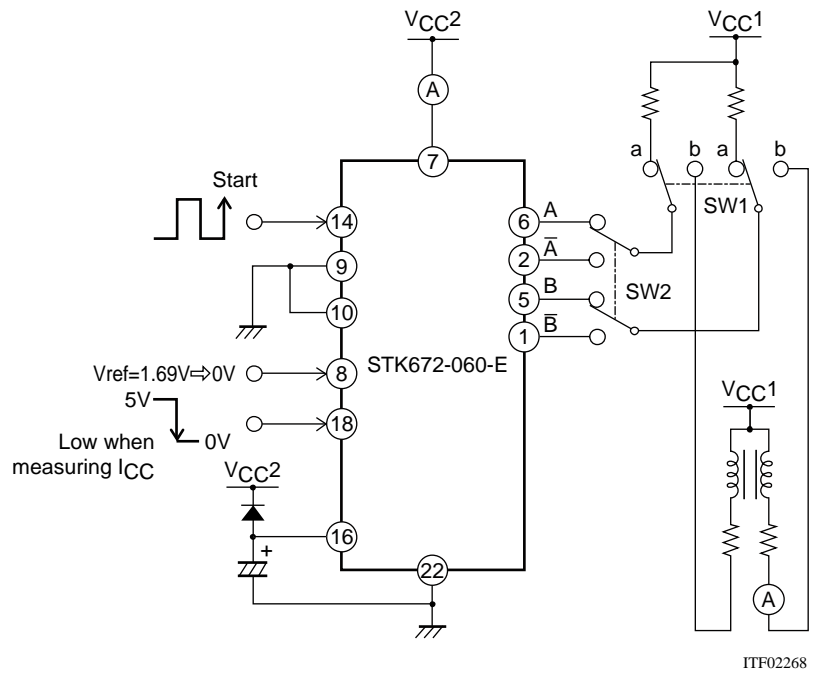 VCC2
VCC1
A
7
a
b
a
b
SW1
Start
14
9
10
6 A
2 A̅
5 B
1 B̅
SW2
STK672-060-E
Vref=1.69V⇨0V
8
5V
0V
18
Low when
measuring ICC
VCC2
16
+
22
VCC1
A
a
b
ITF02268